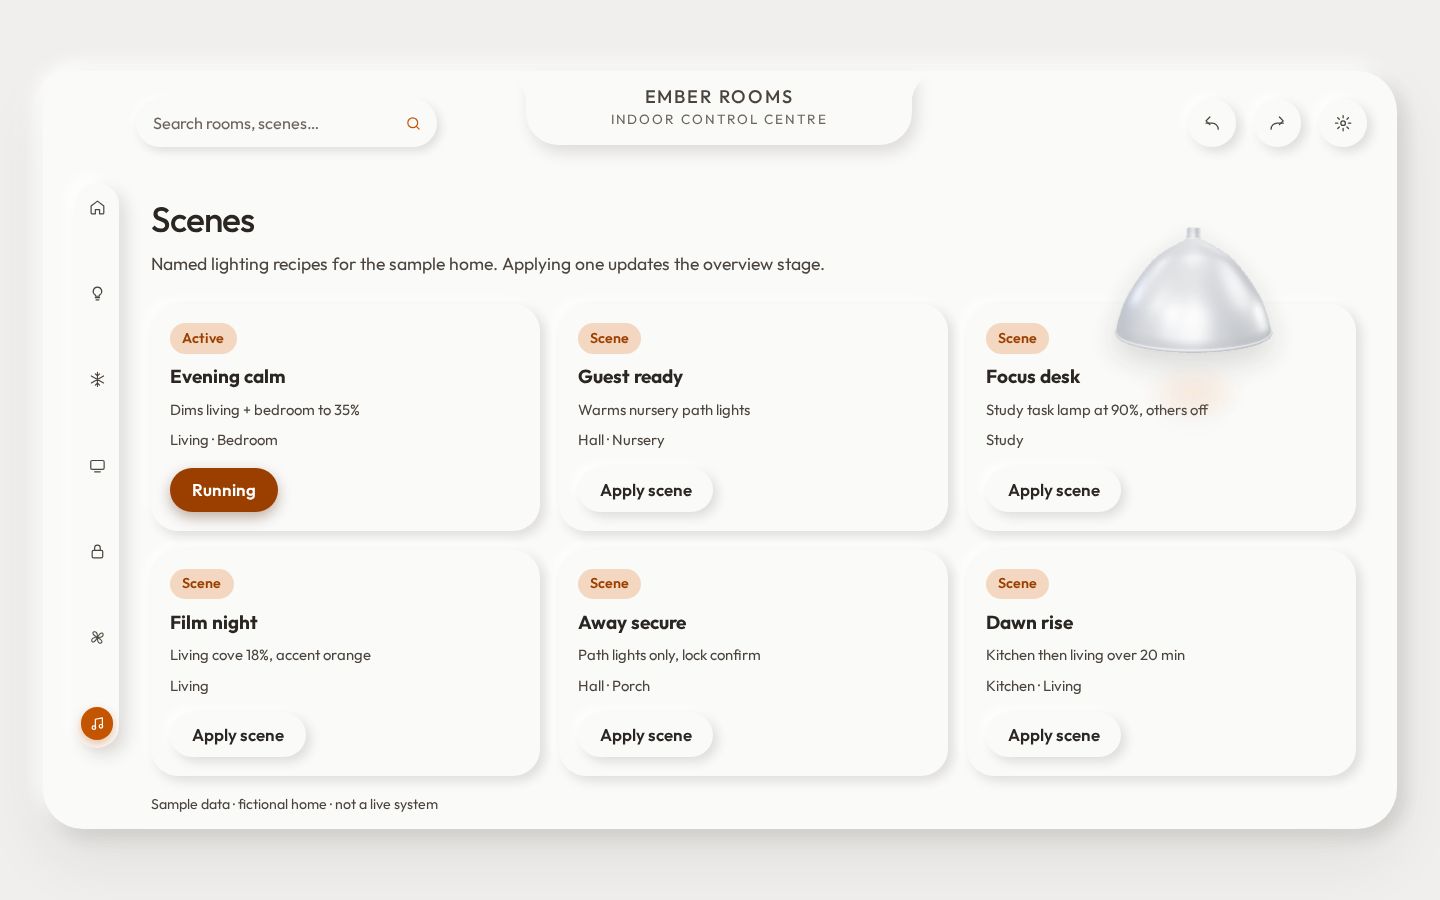 EMBER ROOMS
INDOOR CONTROL CENTRE
Search rooms, scenes...
Scenes
Named lighting recipes for the sample home. Applying one updates the overview stage.
Active
Evening calm
Dims living + bedroom to 35%
Living · Bedroom
Running
Scene
Guest ready
Warms nursery path lights
Hall · Nursery
Apply scene
Scene
Focus desk
Study task lamp at 90%, others off
Study
Apply scene
Scene
Film night
Living cove 18%, accent orange
Living
Apply scene
Scene
Away secure
Path lights only, lock confirm
Hall · Porch
Apply scene
Scene
Dawn rise
Kitchen then living over 20 min
Kitchen · Living
Apply scene
Sample data · fictional home · not a live system